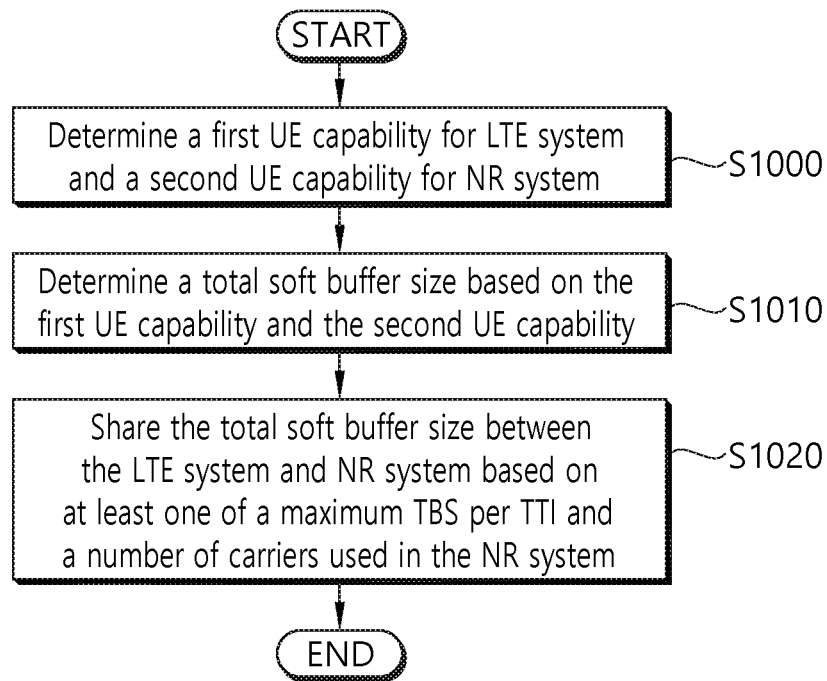 START
Determine a first UE capability for LTE system
and a second UE capability for NR system
S1000
Determine a total soft buffer size based on the
first UE capability and the second UE capability
S1010
Share the total soft buffer size between
the LTE system and NR system based on
at least one of a maximum TBS per TTI and
a number of carriers used in the NR system
S1020
END